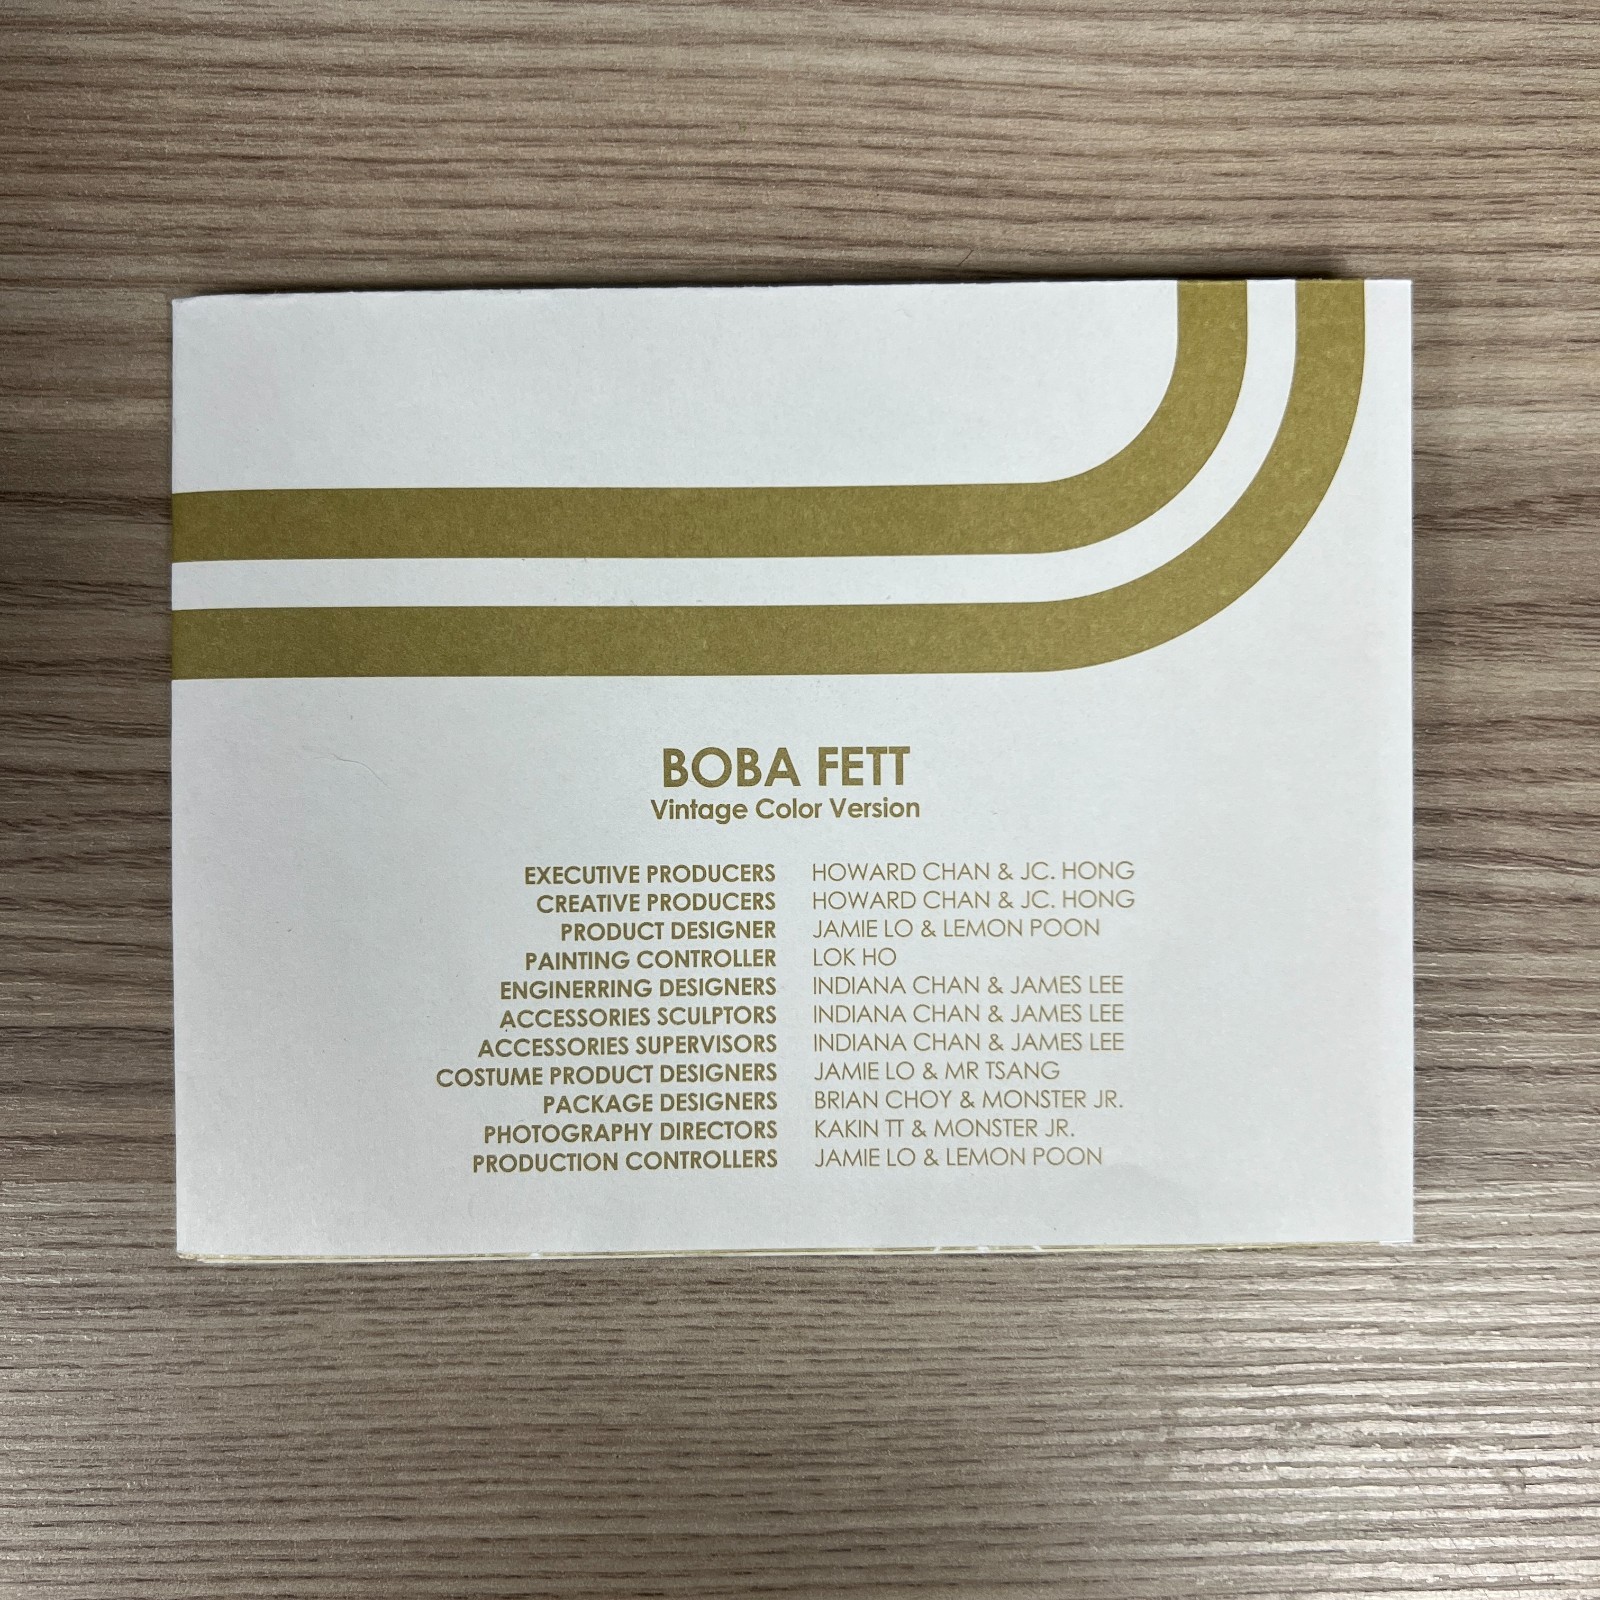 BOBA FETT
Vintage Color Version
EXECUTIVE PRODUCERS HOWARD CHAN & JC. HONG
CREATIVE PRODUCERS HOWARD CHAN & JC. HONG
PRODUCT DESIGNER JAMIE LO & LEMON POON
PAINTING CONTROLLER LOK HO
ENGINERRING DESIGNERS INDIANA CHAN & JAMES LEE
ACCESSORIES SCULPTORS INDIANA CHAN & JAMES LEE
ACCESSORIES SUPERVISORS INDIANA CHAN & JAMES LEE
COSTUME PRODUCT DESIGNERS JAMIE LO & MR TSANG
PACKAGE DESIGNERS BRIAN CHOY & MONSTER JR.
PHOTOGRAPHY DIRECTORS KAKIN TT & MONSTER JR.
PRODUCTION CONTROLLERS JAMIE LO & LEMON POON